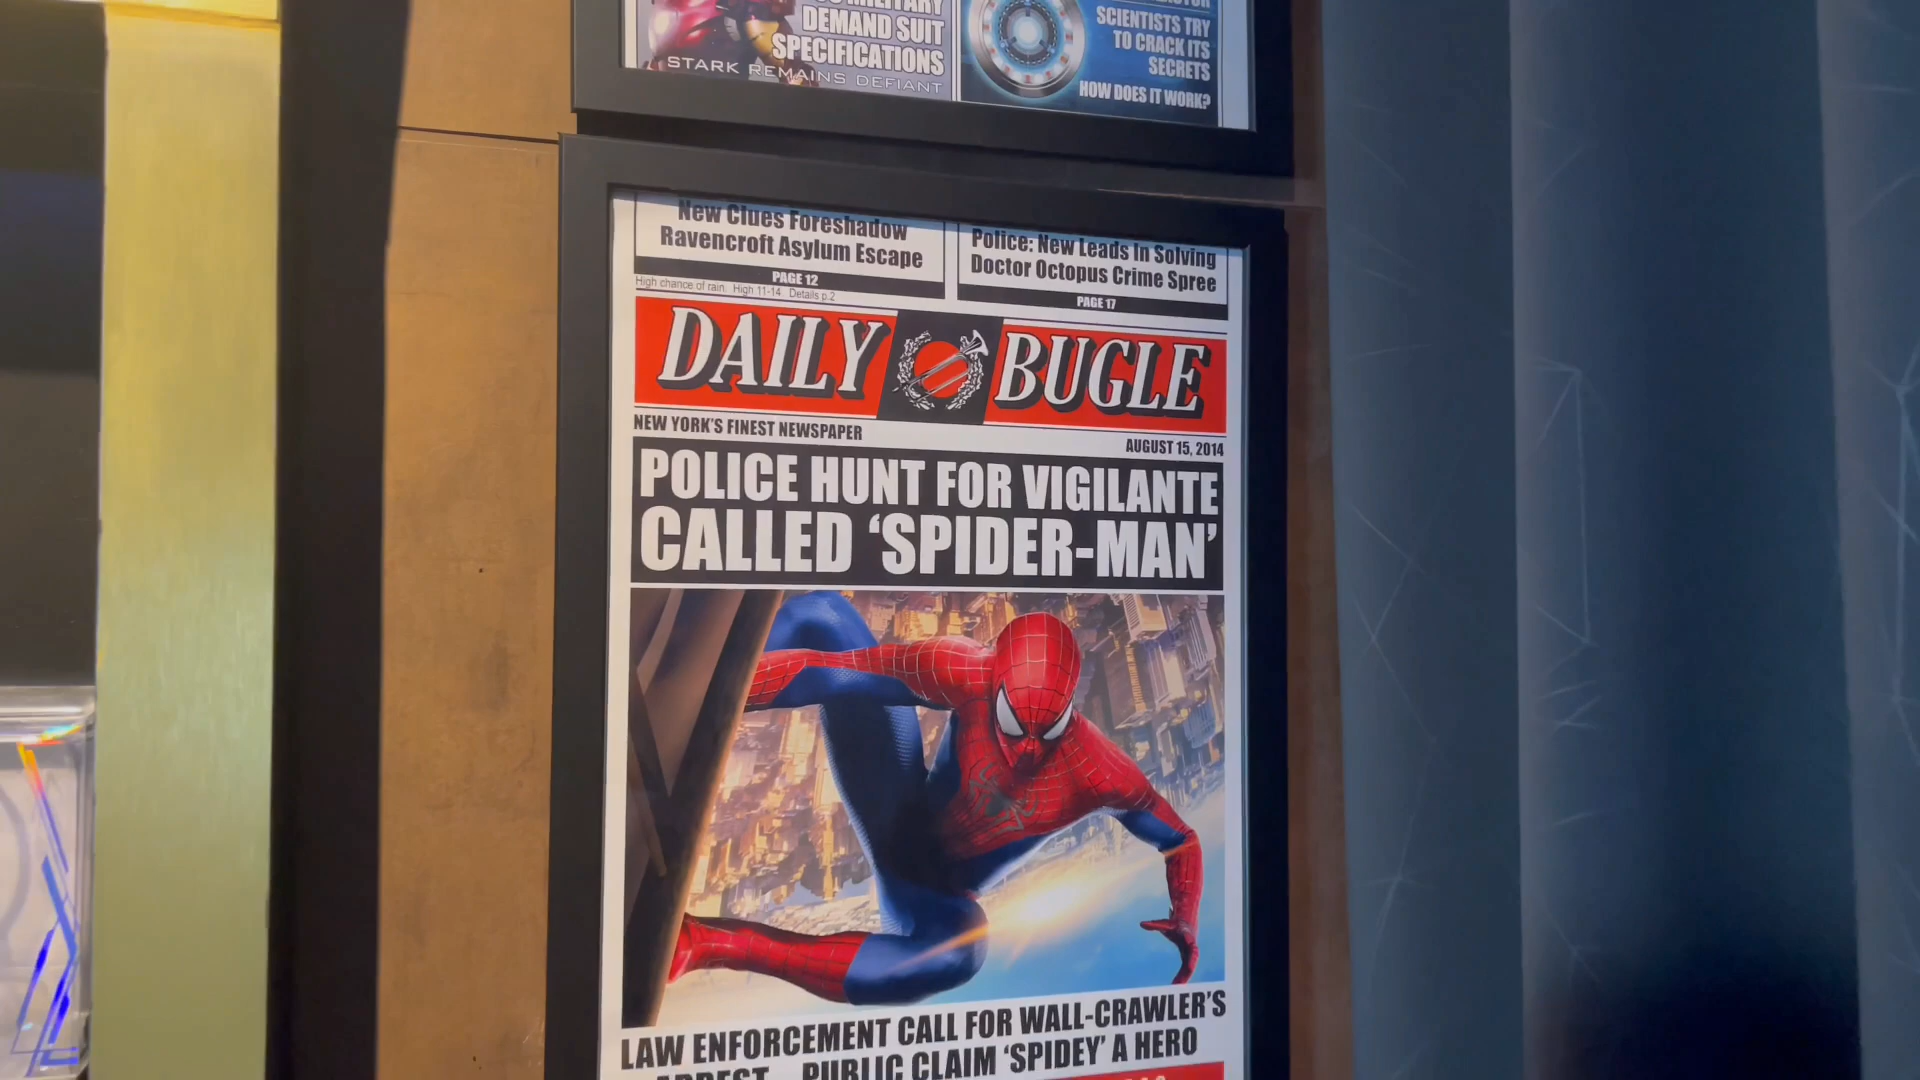 MILITARY
DEMAND SUIT
SPECIFICATIONS
STARK REMAINS DEFIANT
SCIENTISTS TRY
TO CRACK ITS
SECRETS
HOW DOES IT WORK?
New Clues Foreshadow
Ravencroft Asylum Escape
PAGE 12
Police: New Leads In Solving
Doctor Octopus Crime Spree
PAGE 17
High chance of rain. High 11-14 Details p.2
DAILY BUGLE
NEW YORK'S FINEST NEWSPAPER
AUGUST 15, 2014
POLICE HUNT FOR VIGILANTE
CALLED ‘SPIDER-MAN’
LAW ENFORCEMENT CALL FOR WALL-CRAWLER'S
ARREST PUBLIC CLAIM ‘SPIDEY’ A HERO